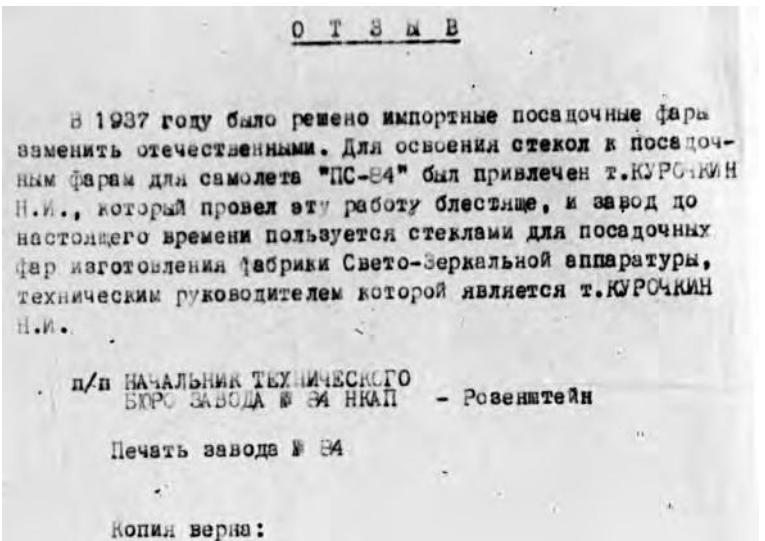 О Т З Ы В
В 1937 году было решено импортные посадочные фары
заменить отечественными. Для освоения стекол к посадоч-
ным фарам для самолета "ПС-84" был привлечен т.КУРОЧКИН
Н.И., который провел эту работу блестяще, и завод до
настоящего времени пользуется стеклами для посадочных
фар изготовления фабрики Свето-Зеркальной аппаратуры,
техническим руководителем которой является т.КУРОЧКИН
Н.И.
п/п НАЧАЛЬНИК ТЕХНИЧЕСКОГО
БЮРО ЗАВОДА № 84 НКАП - Розенштейн
Печать завода № 84
Копия верна: